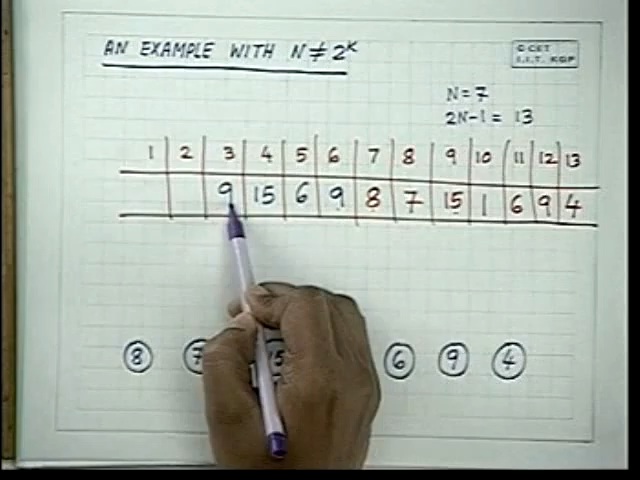 AN EXAMPLE WITH N ≠ 2^K
© CET
I.I.T. KGP
N = 7
2N-1 = 13
1 2 3 4 5 6 7 8 9 10 11 12 13
9 15 6 9 8 7 15 1 6 9 4
8 7 15 6 9 4